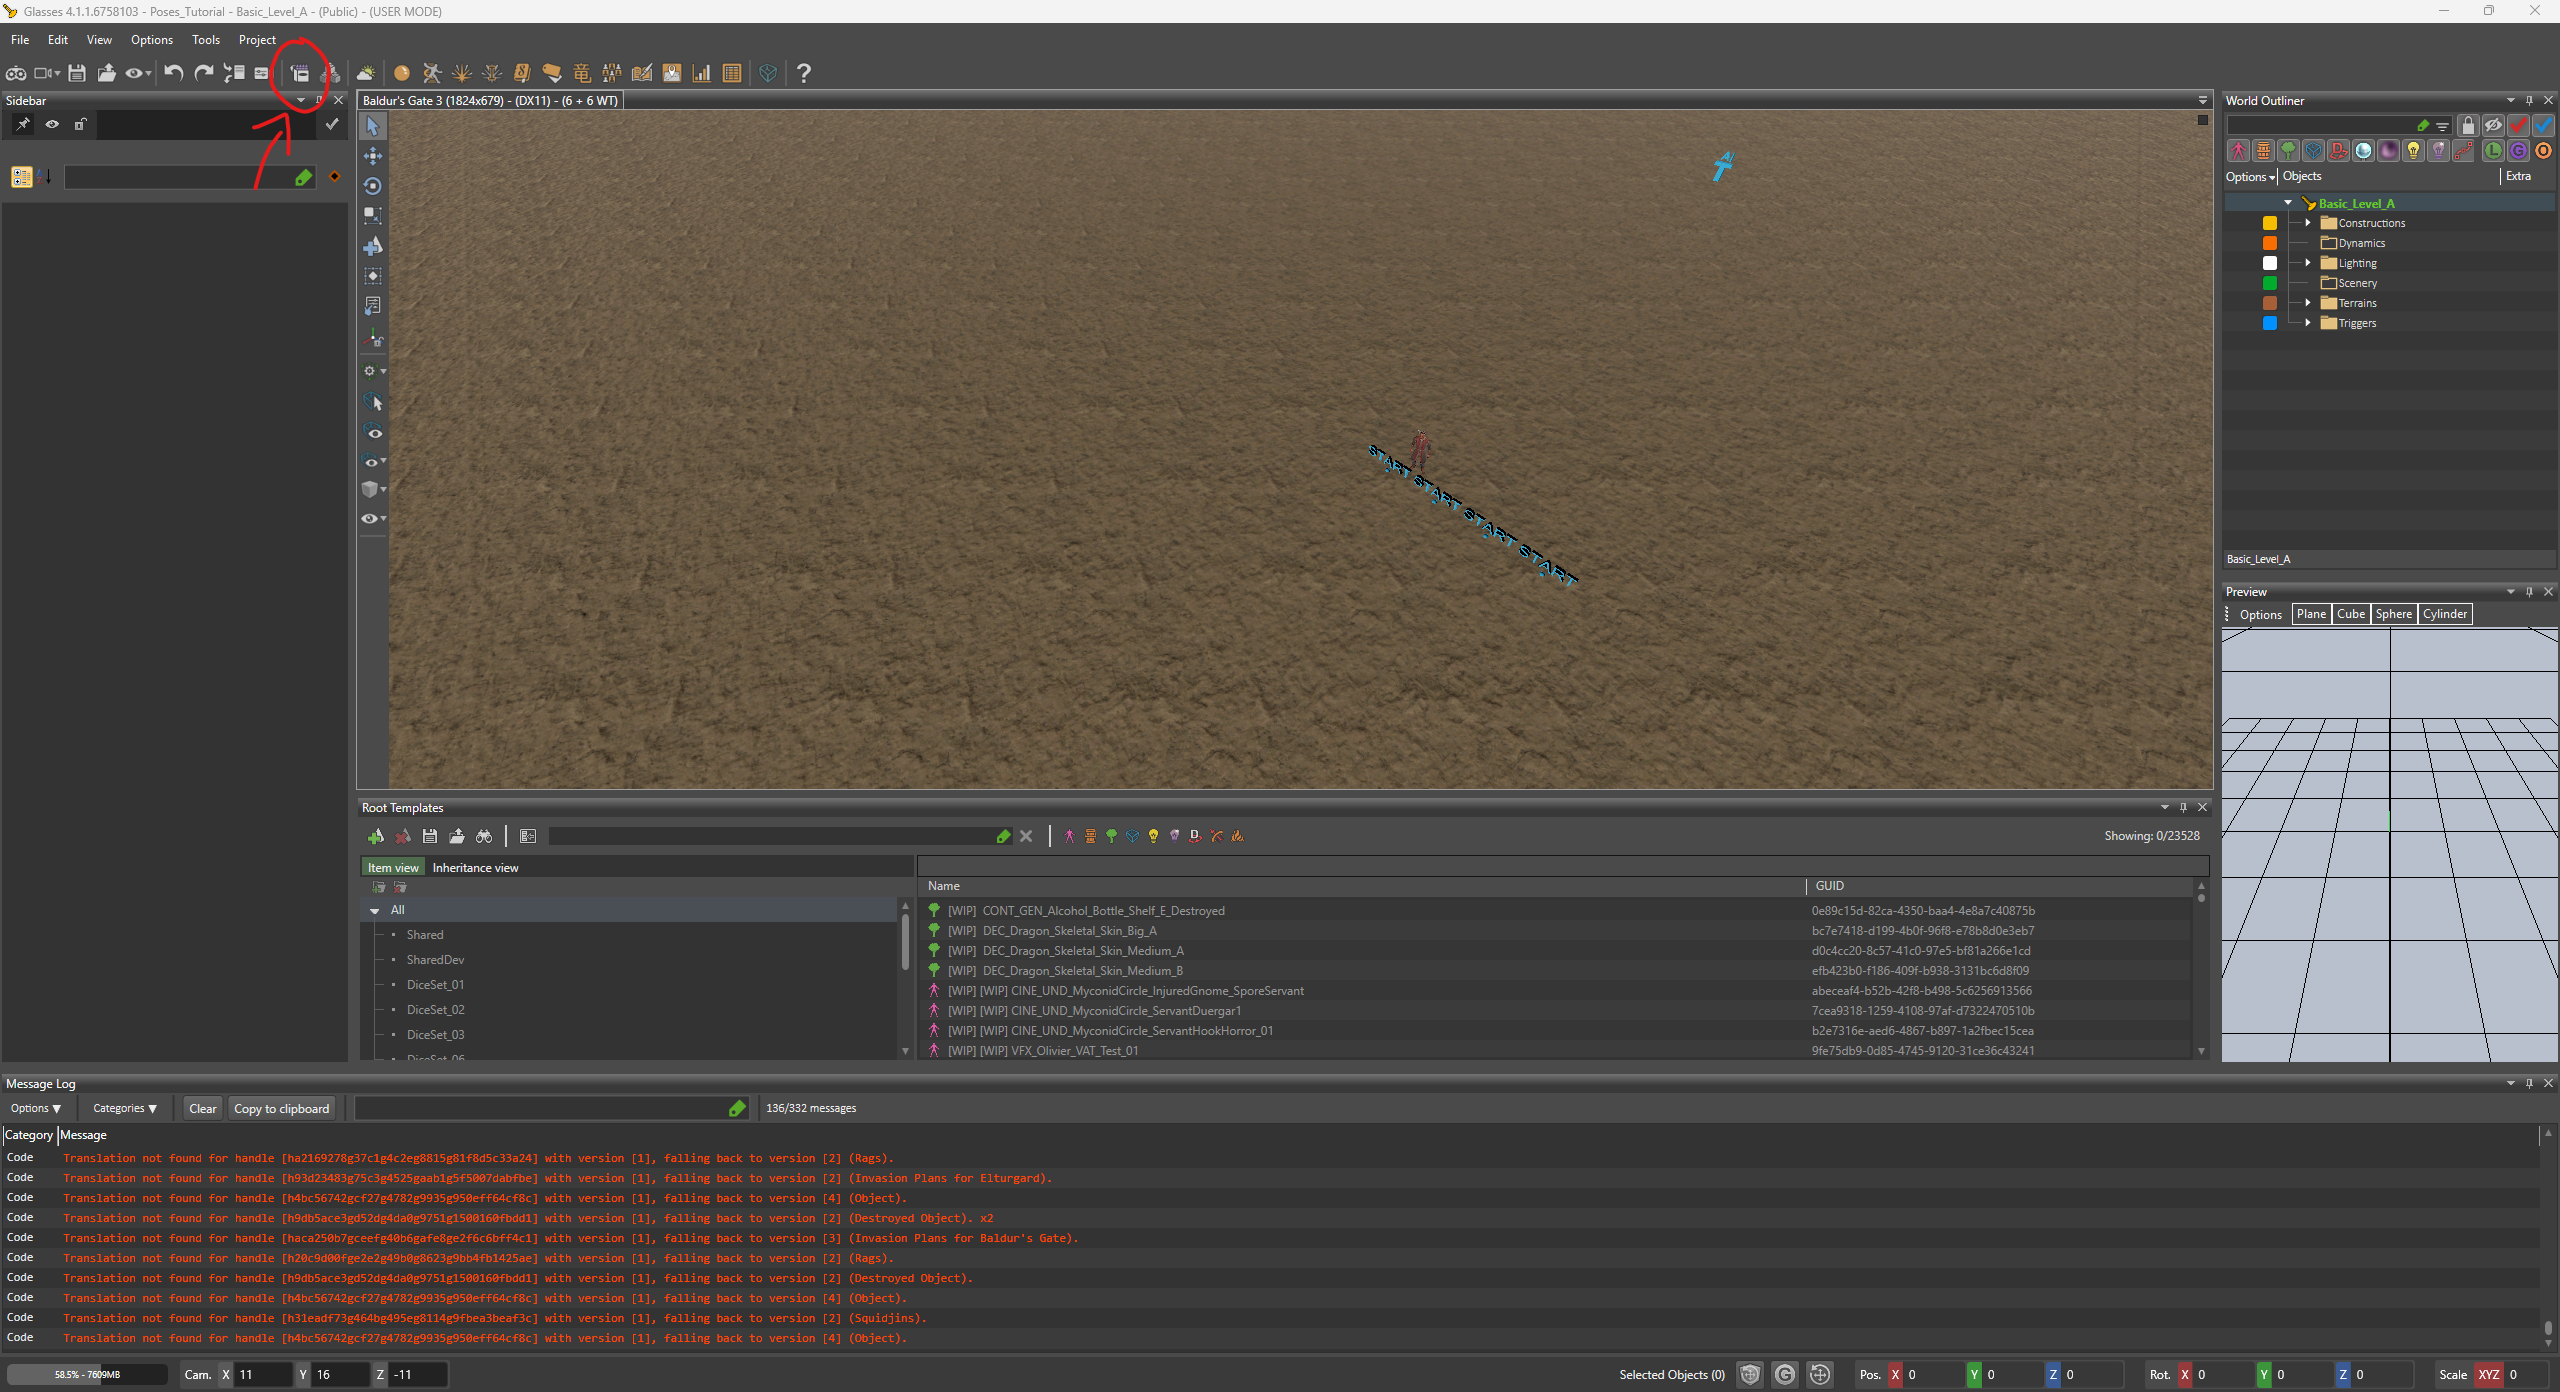 Glasses 4.1.1.6758103 - Poses_Tutorial - Basic_Level_A - (Public) - (USER MODE)
File Edit View Options Tools Project
Sidebar
Baldur's Gate 3 (1824x679) - (DX11) - (6 + 6 WT)
START START START START
World Outliner
Options Objects Extra
Basic_Level_A
Constructions
Dynamics
Lighting
Scenery
Terrains
Triggers
Basic_Level_A
Preview
Options Plane Cube Sphere Cylinder
Root Templates
Showing: 0/23528
Item view Inheritance view
All
Shared
SharedDev
DiceSet_01
DiceSet_02
DiceSet_03
DiceSet_06
Name GUID
[WIP] CONT_GEN_Alcohol_Bottle_Shelf_E_Destroyed 0e89c15d-82ca-4350-baa4-4e8a7c40875b
[WIP] DEC_Dragon_Skeletal_Skin_Big_A bc7e7418-d199-4b0f-96f8-e78b8d0e3eb7
[WIP] DEC_Dragon_Skeletal_Skin_Medium_A d0c4cc20-8c57-41c0-97e5-bf81a266e1cd
[WIP] DEC_Dragon_Skeletal_Skin_Medium_B efb423b0-f186-409f-b938-3131bc6d8f09
[WIP] [WIP] CINE_UND_MyconidCircle_InjuredGnome_SporeServant abeceaf4-b52b-42f8-b498-5c6256913566
[WIP] [WIP] CINE_UND_MyconidCircle_ServantDuergar1 7cea9318-1259-4108-97af-d7322470510b
[WIP] [WIP] CINE_UND_MyconidCircle_ServantHookHorror_01 b2e7316e-aed6-4867-b897-1a2fbec15cea
[WIP] [WIP] VFX_Olivier_VAT_Test_01 9fe75db9-0d85-4745-9120-31ce36c43241
Message Log
Options Categories Clear Copy to clipboard 136/332 messages
Category Message
Code Translation not found for handle [ha2169278g37c1g4c2eg8815g81f8d5c33a24] with version [1], falling back to version [2] (Rags).
Code Translation not found for handle [h93d23483g75c3g4525gaab1g5f5007dabfbe] with version [1], falling back to version [2] (Invasion Plans for Elturgard).
Code Translation not found for handle [h4bc56742gcf27g4782g9935g950eff64cf8c] with version [1], falling back to version [4] (Object).
Code Translation not found for handle [h9db5ace3gd52dg4da0g9751g1500160fbdd1] with version [1], falling back to version [2] (Destroyed Object). x2
Code Translation not found for handle [haca250b7gceefg40b6gafe8ge2f6c6bff4c1] with version [1], falling back to version [3] (Invasion Plans for Baldur's Gate).
Code Translation not found for handle [h20c9d00fge2e2g49b0g8623g9bb4fb1425ae] with version [1], falling back to version [2] (Rags).
Code Translation not found for handle [h9db5ace3gd52dg4da0g9751g1500160fbdd1] with version [1], falling back to version [2] (Destroyed Object).
Code Translation not found for handle [h4bc56742gcf27g4782g9935g950eff64cf8c] with version [1], falling back to version [4] (Object).
Code Translation not found for handle [h31eadf73g464bg495eg8114g9fbea3beaf3c] with version [1], falling back to version [2] (Squidjins).
Code Translation not found for handle [h4bc56742gcf27g4782g9935g950eff64cf8c] with version [1], falling back to version [4] (Object).
58.5% - 7609MB Cam. X 11 Y 16 Z -11 Selected Objects (0) Pos. X 0 Y 0 Z 0 Rot. X 0 Y 0 Z 0 Scale XYZ 0